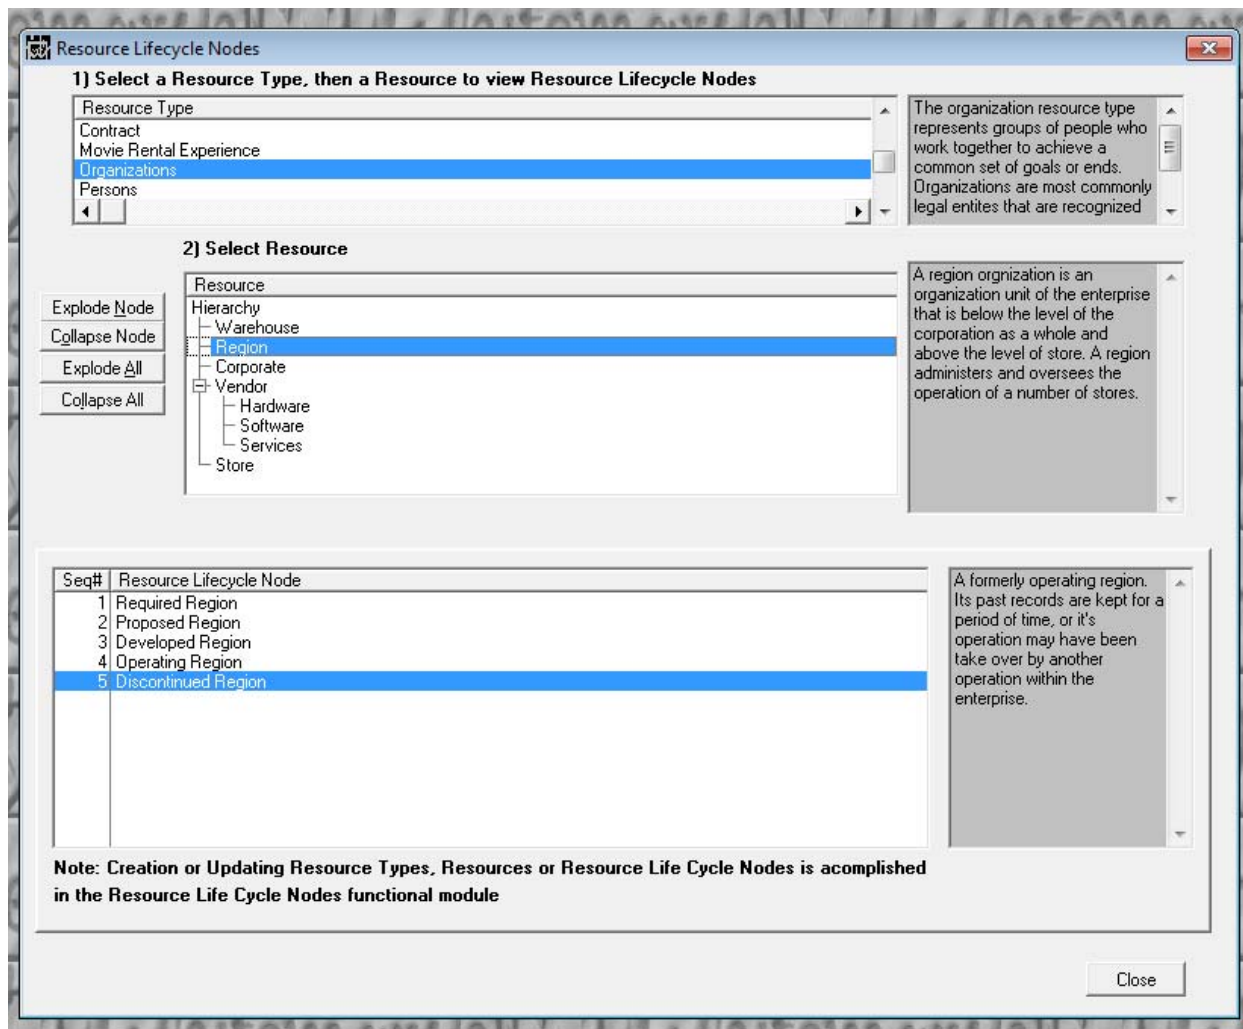 Resource Lifecycle Nodes
1) Select a Resource Type, then a Resource to view Resource Lifecycle Nodes
Resource Type
Contract
Movie Rental Experience
Organizations
Persons
The organization resource type
represents groups of people who
work together to achieve a
common set of goals or ends.
Organizations are most commonly
legal entites that are recognized
2) Select Resource
Explode Node
Collapse Node
Explode All
Collapse All
Resource
Hierarchy
Warehouse
Region
Corporate
Vendor
Hardware
Software
Services
Store
A region orgnization is an
organization unit of the enterprise
that is below the level of the
corporation as a whole and
above the level of store. A region
administers and oversees the
operation of a number of stores.
Seq# Resource Lifecycle Node
1 Required Region
2 Proposed Region
3 Developed Region
4 Operating Region
5 Discontinued Region
A formerly operating region.
Its past records are kept for a
period of time, or it's
operation may have been
take over by another
operation within the
enterprise.
Note: Creation or Updating Resource Types, Resources or Resource Life Cycle Nodes is acomplished
in the Resource Life Cycle Nodes functional module
Close